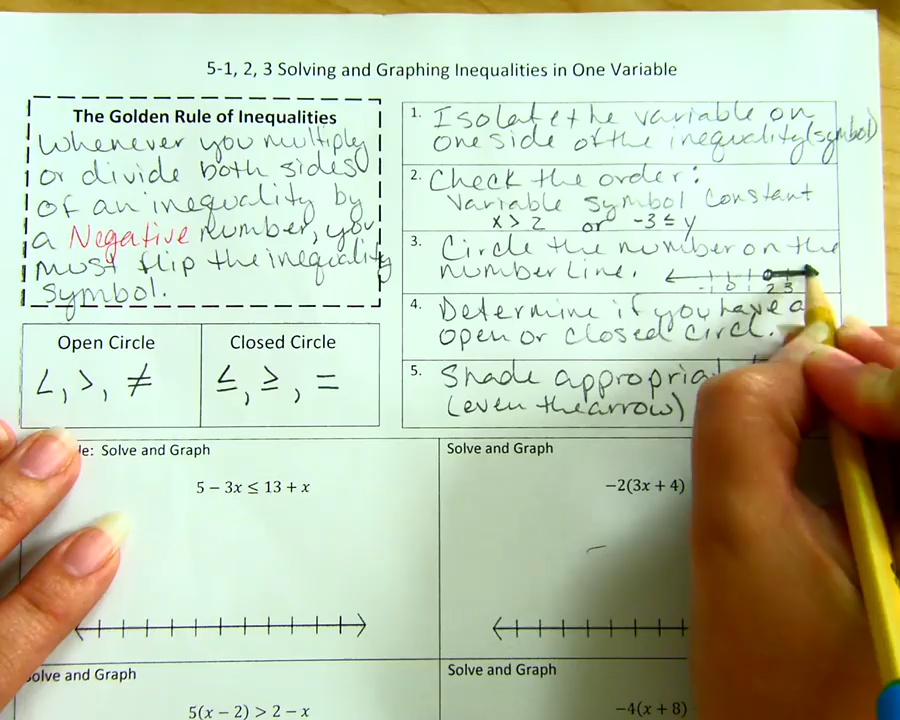 5-1, 2, 3 Solving and Graphing Inequalities in One Variable
The Golden Rule of Inequalities
Whenever you multiply
or divide both sides
of an inequality by
a Negative number, you
must flip the inequality
symbol.
Open Circle
<, >, ≠
Closed Circle
≤, ≥, =
1. Isolate the variable on
one side of the inequality (symbol)
2. Check the order:
Variable symbol constant
x > 2 or -3 ≤ y
3. Circle the number on the
number line.
-1 0 1 2 3
4. Determine if you have a
open or closed circle.
5. Shade appropriat
(even the arrow)
le: Solve and Graph
5 − 3x ≤ 13 + x
Solve and Graph
−2(3x + 4)
Solve and Graph
5(x − 2) > 2 − x
Solve and Graph
−4(x + 8)